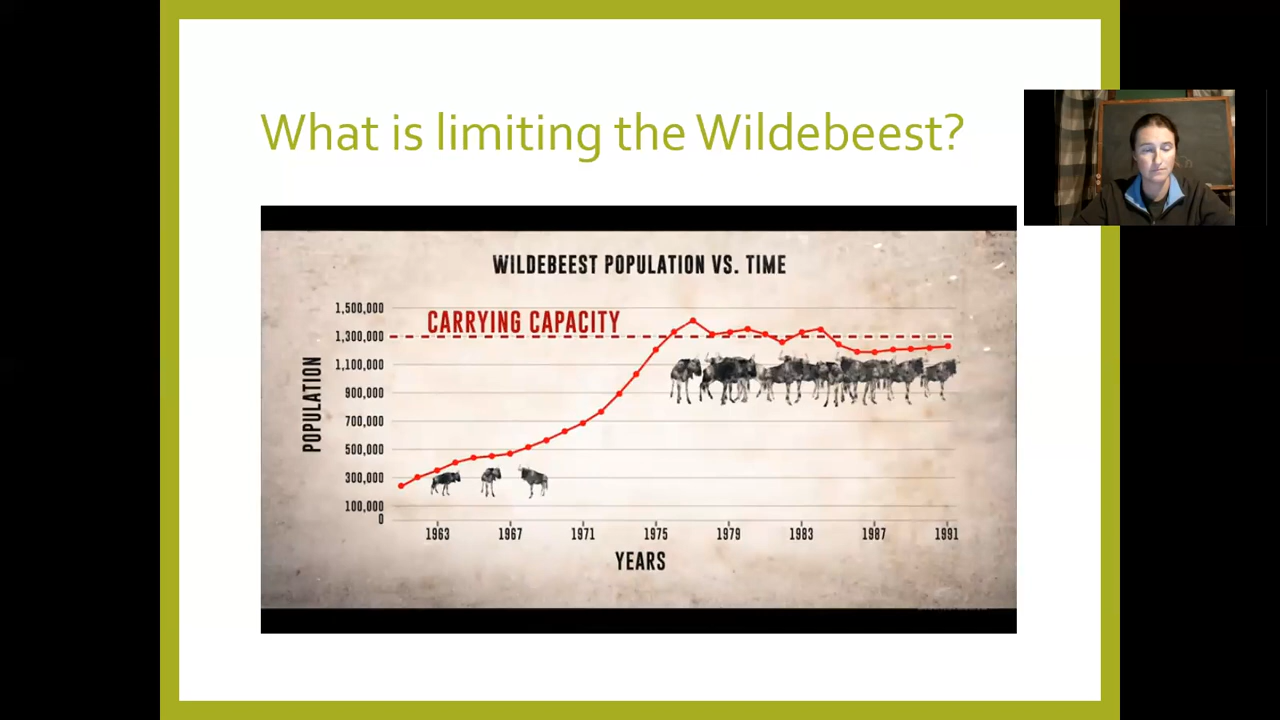 What is limiting the Wildebeest?
WILDEBEEST POPULATION VS. TIME
CARRYING CAPACITY
1,500,000
1,300,000
1,100,000
900,000
700,000
500,000
300,000
100,000
0
POPULATION
1963 1967 1971 1975 1979 1983 1987 1991
YEARS